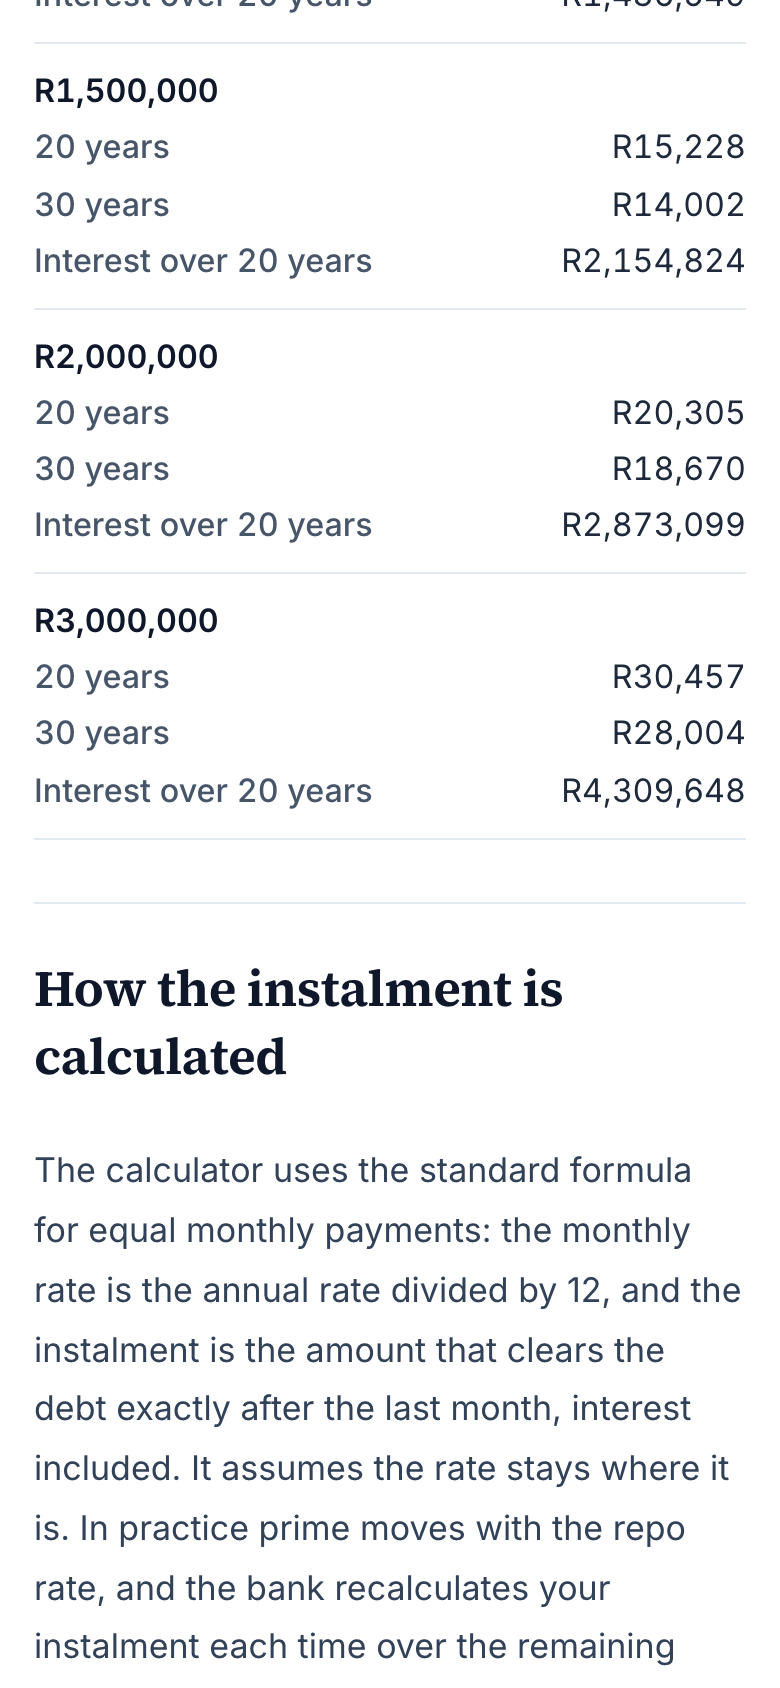 Interest over 20 years
R1,500,000
20 years R15,228
30 years R14,002
Interest over 20 years R2,154,824
R2,000,000
20 years R20,305
30 years R18,670
Interest over 20 years R2,873,099
R3,000,000
20 years R30,457
30 years R28,004
Interest over 20 years R4,309,648
How the instalment is
calculated
The calculator uses the standard formula
for equal monthly payments: the monthly
rate is the annual rate divided by 12, and the
instalment is the amount that clears the
debt exactly after the last month, interest
included. It assumes the rate stays where it
is. In practice prime moves with the repo
rate, and the bank recalculates your
instalment each time over the remaining